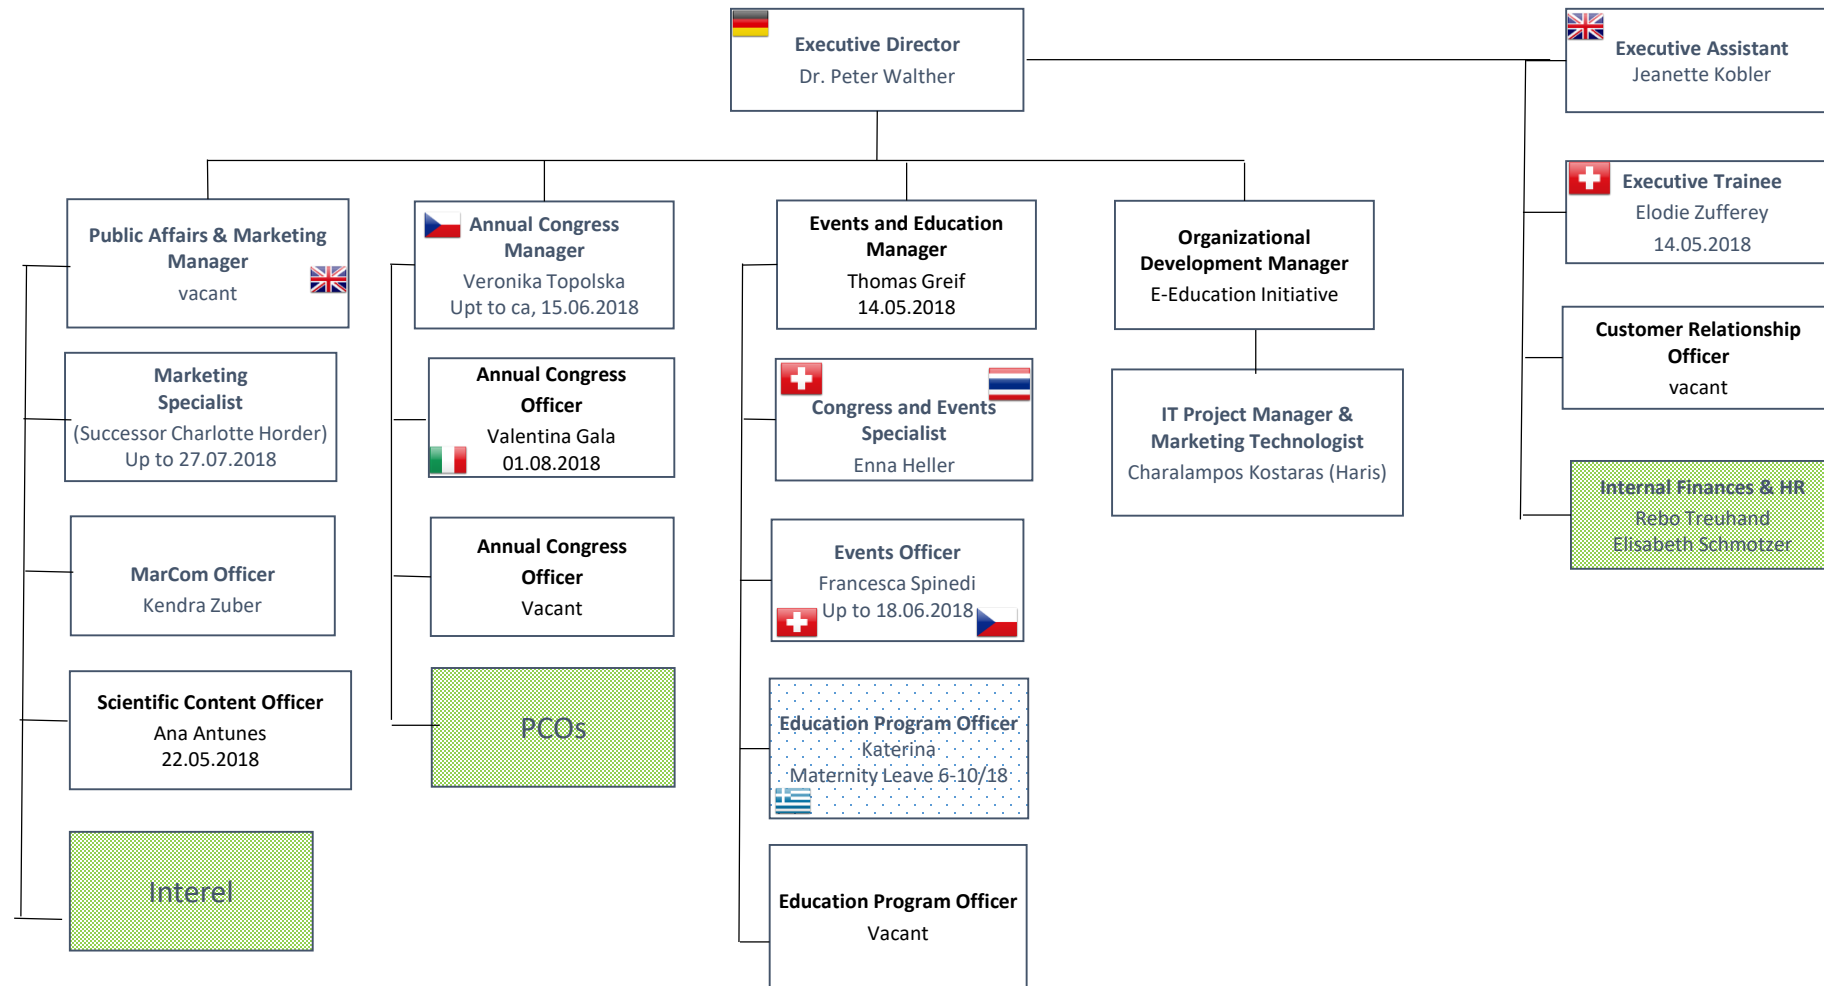 Executive Director
Dr. Peter Walther
Executive Assistant
Jeanette Kobler
Executive Trainee
Elodie Zufferey
14.05.2018
Customer Relationship
Officer
vacant
Internal Finances & HR
Rebo Treuhand
Elisabeth Schmotzer
Public Affairs & Marketing
Manager
vacant
Marketing
Specialist
(Successor Charlotte Horder)
Up to 27.07.2018
MarCom Officer
Kendra Zuber
Scientific Content Officer
Ana Antunes
22.05.2018
Interel
Annual Congress
Manager
Veronika Topolska
Upt to ca, 15.06.2018
Annual Congress
Officer
Valentina Gala
01.08.2018
Annual Congress
Officer
Vacant
PCOs
Events and Education
Manager
Thomas Greif
14.05.2018
Congress and Events
Specialist
Enna Heller
Events Officer
Francesca Spinedi
Up to 18.06.2018
Education Program Officer
Katerina
Maternity Leave 6-10/18
Education Program Officer
Vacant
Organizational
Development Manager
E-Education Initiative
IT Project Manager &
Marketing Technologist
Charalampos Kostaras (Haris)